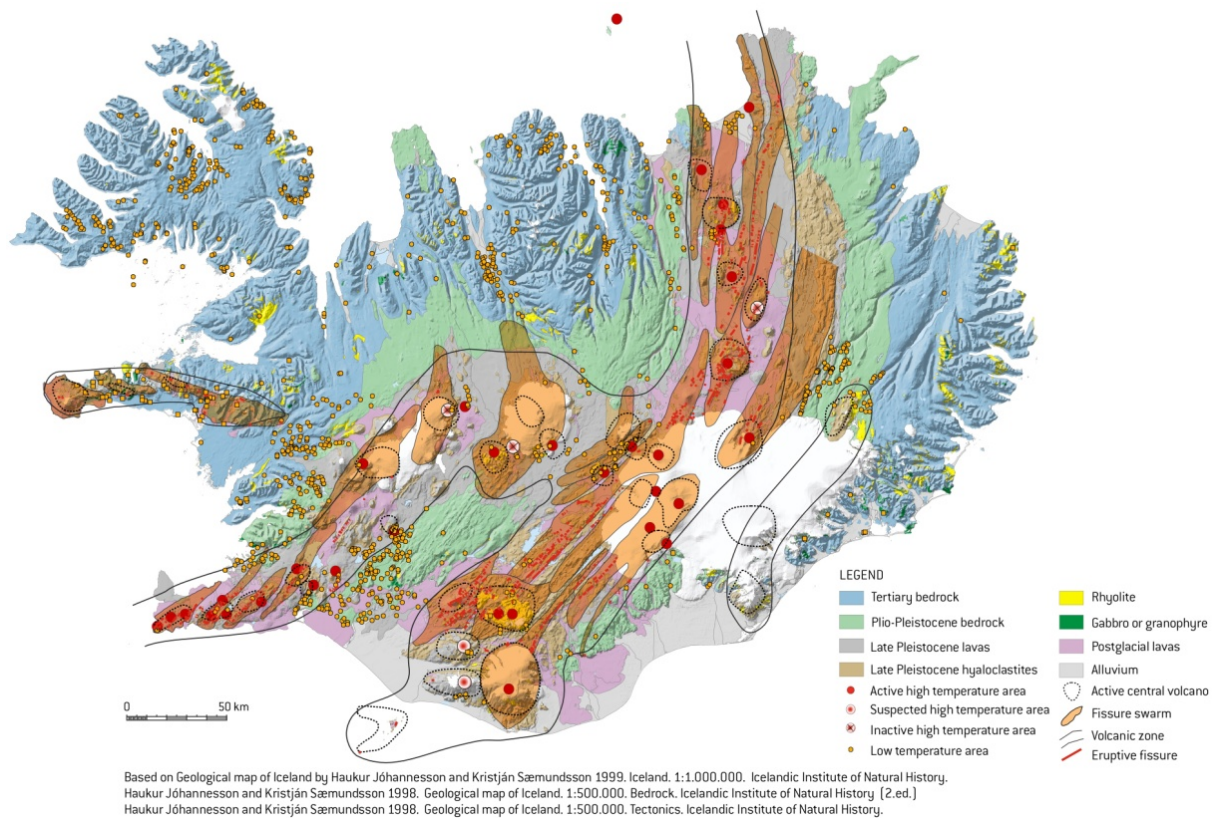 LEGEND
Tertiary bedrock
Plio-Pleistocene bedrock
Late Pleistocene lavas
Late Pleistocene hyaloclastites
Active high temperature area
Suspected high temperature area
Inactive high temperature area
Low temperature area
Rhyolite
Gabbro or granophyre
Postglacial lavas
Alluvium
Active central volcano
Fissure swarm
Volcanic zone
Eruptive fissure
0 50 km
Based on Geological map of Iceland by Haukur Jóhannesson and Kristján Sæmundsson 1999. Iceland. 1:1.000.000. Icelandic Institute of Natural History.
Haukur Jóhannesson and Kristján Sæmundsson 1998. Geological map of Iceland. 1:500.000. Bedrock. Icelandic Institute of Natural History (2.ed.)
Haukur Jóhannesson and Kristján Sæmundsson 1998. Geological map of Iceland. 1:500.000. Tectonics. Icelandic Institute of Natural History.